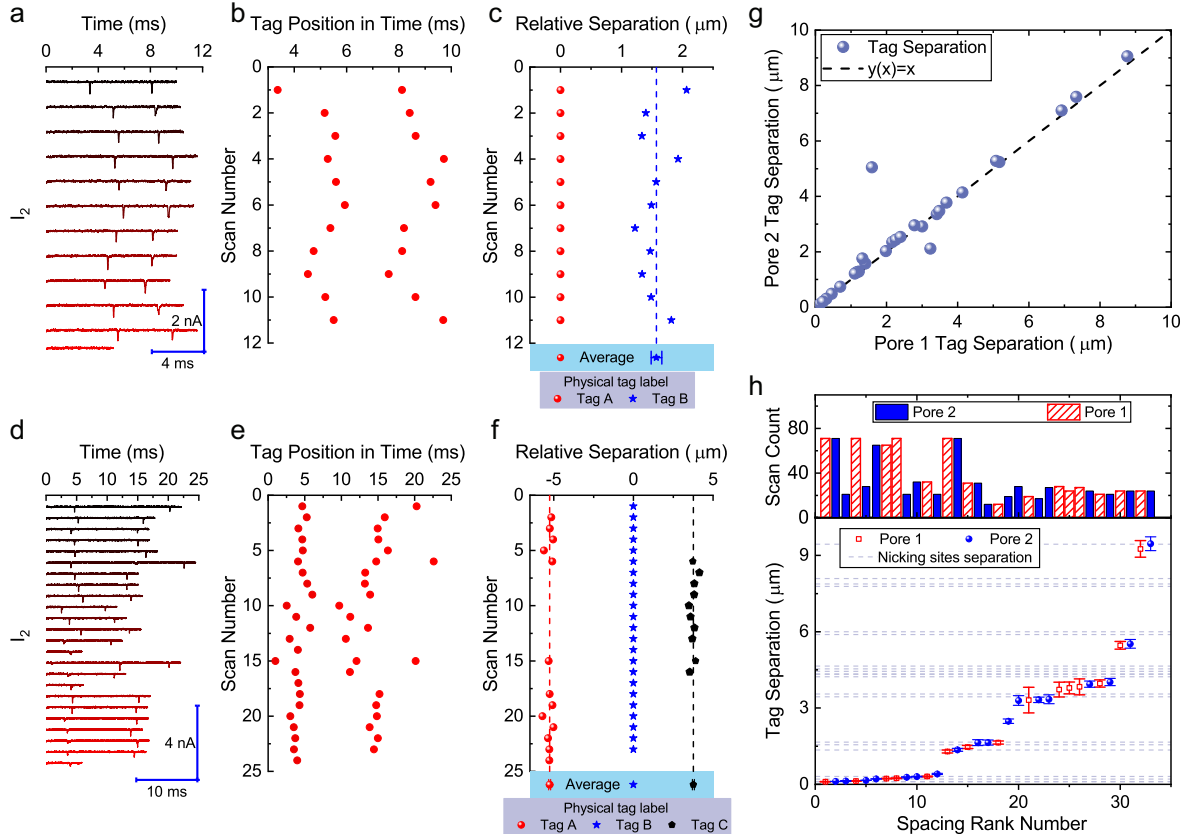 a
Time (ms)
0 4 8 12
I2
2 nA
4 ms
b
Tag Position in Time (ms)
4 6 8 10
0
2
4
6
8
10
12
Scan Number
c
Relative Separation ( μm)
0 1 2
0
2
4
6
8
10
12
Scan Number
Average
Physical tag label
Tag A Tag B
d
Time (ms)
0 5 10 15 20 25
I2
4 nA
10 ms
e
Tag Position in Time (ms)
0 5 10 15 20 25
0
5
10
15
20
25
Scan Number
f
Relative Separation ( μm)
-5 0 5
0
5
10
15
20
25
Scan Number
Average
Physical tag label
Tag A Tag B Tag C
g
Tag Separation
y(x)=x
10
8
6
4
2
0
Pore 2 Tag Separation ( μm)
0 2 4 6 8 10
Pore 1 Tag Separation ( μm)
h
Pore 2 Pore 1
80
40
0
Scan Count
Pore 1 Pore 2
Nicking sites separation
9
6
3
0
Tag Separation (μm)
0 10 20 30
Spacing Rank Number